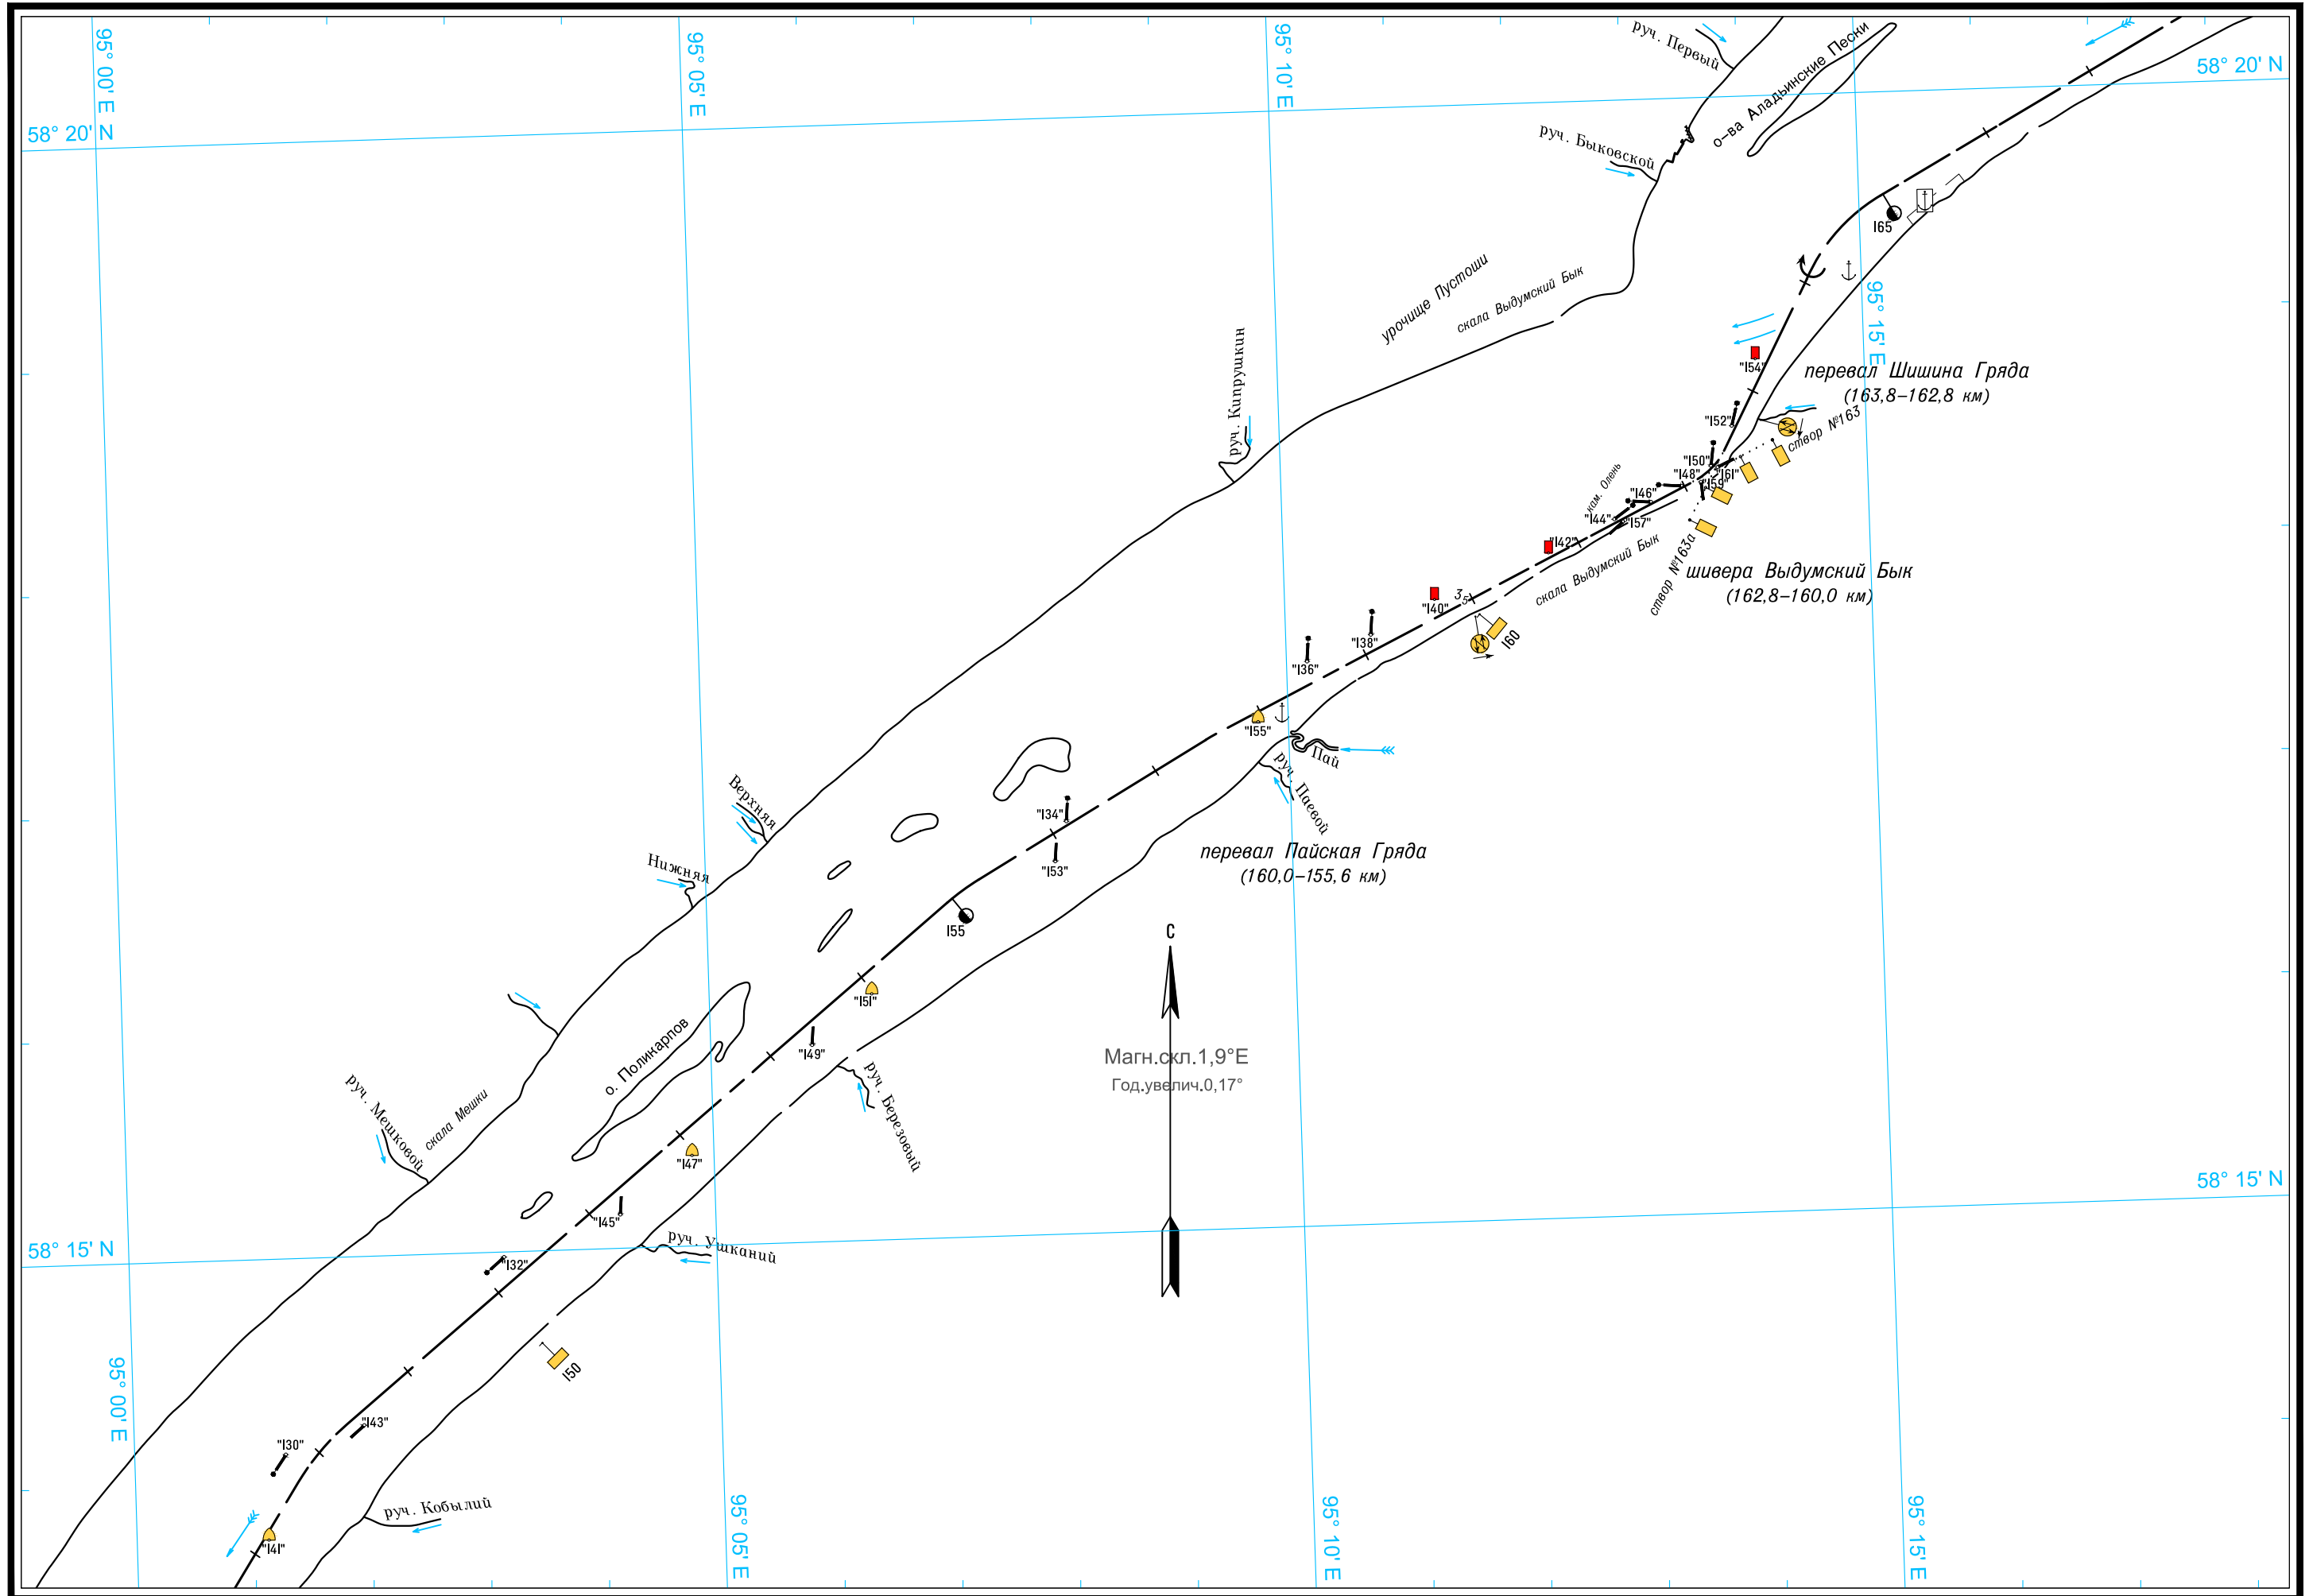 95° 00' E
95° 05' E
95° 10' E
руч. Первый
о-ва Аладьинские Пески
58° 20' N
58° 20' N
руч. Быковской
165
урочище Пустоши
скала Выдумский Бык
95° 15' E
руч. Кипрушкин
"154"
перевал Шишина Гряда
(163,8-162,8 км)
"152"
створ №163
"150"
"161"
"148"
"159"
кам. Олень
"146"
"144"
"157"
"142"
скала Выдумский Бык
створ №163а
шивера Выдумский Бык
(162,8-160,0 км)
3₅
"140"
"138"
160
"136"
"155"
Пай
руч. Паевой
Верхняя
"134"
перевал Пайская Гряда
(160,0-155,6 км)
Нижняя
"153"
155
С
"151"
о. Поликарпов
"149"
Магн.скл.1,9°E
Год.увелич.0,17°
руч. Мешковой
скала Мешки
руч. Березовый
"147"
58° 15' N
"145"
руч. Ушканий
58° 15' N
"132"
150
95° 00' E
"143"
"130"
руч. Кобылий
95° 05' E
95° 10' E
95° 15' E
"141"